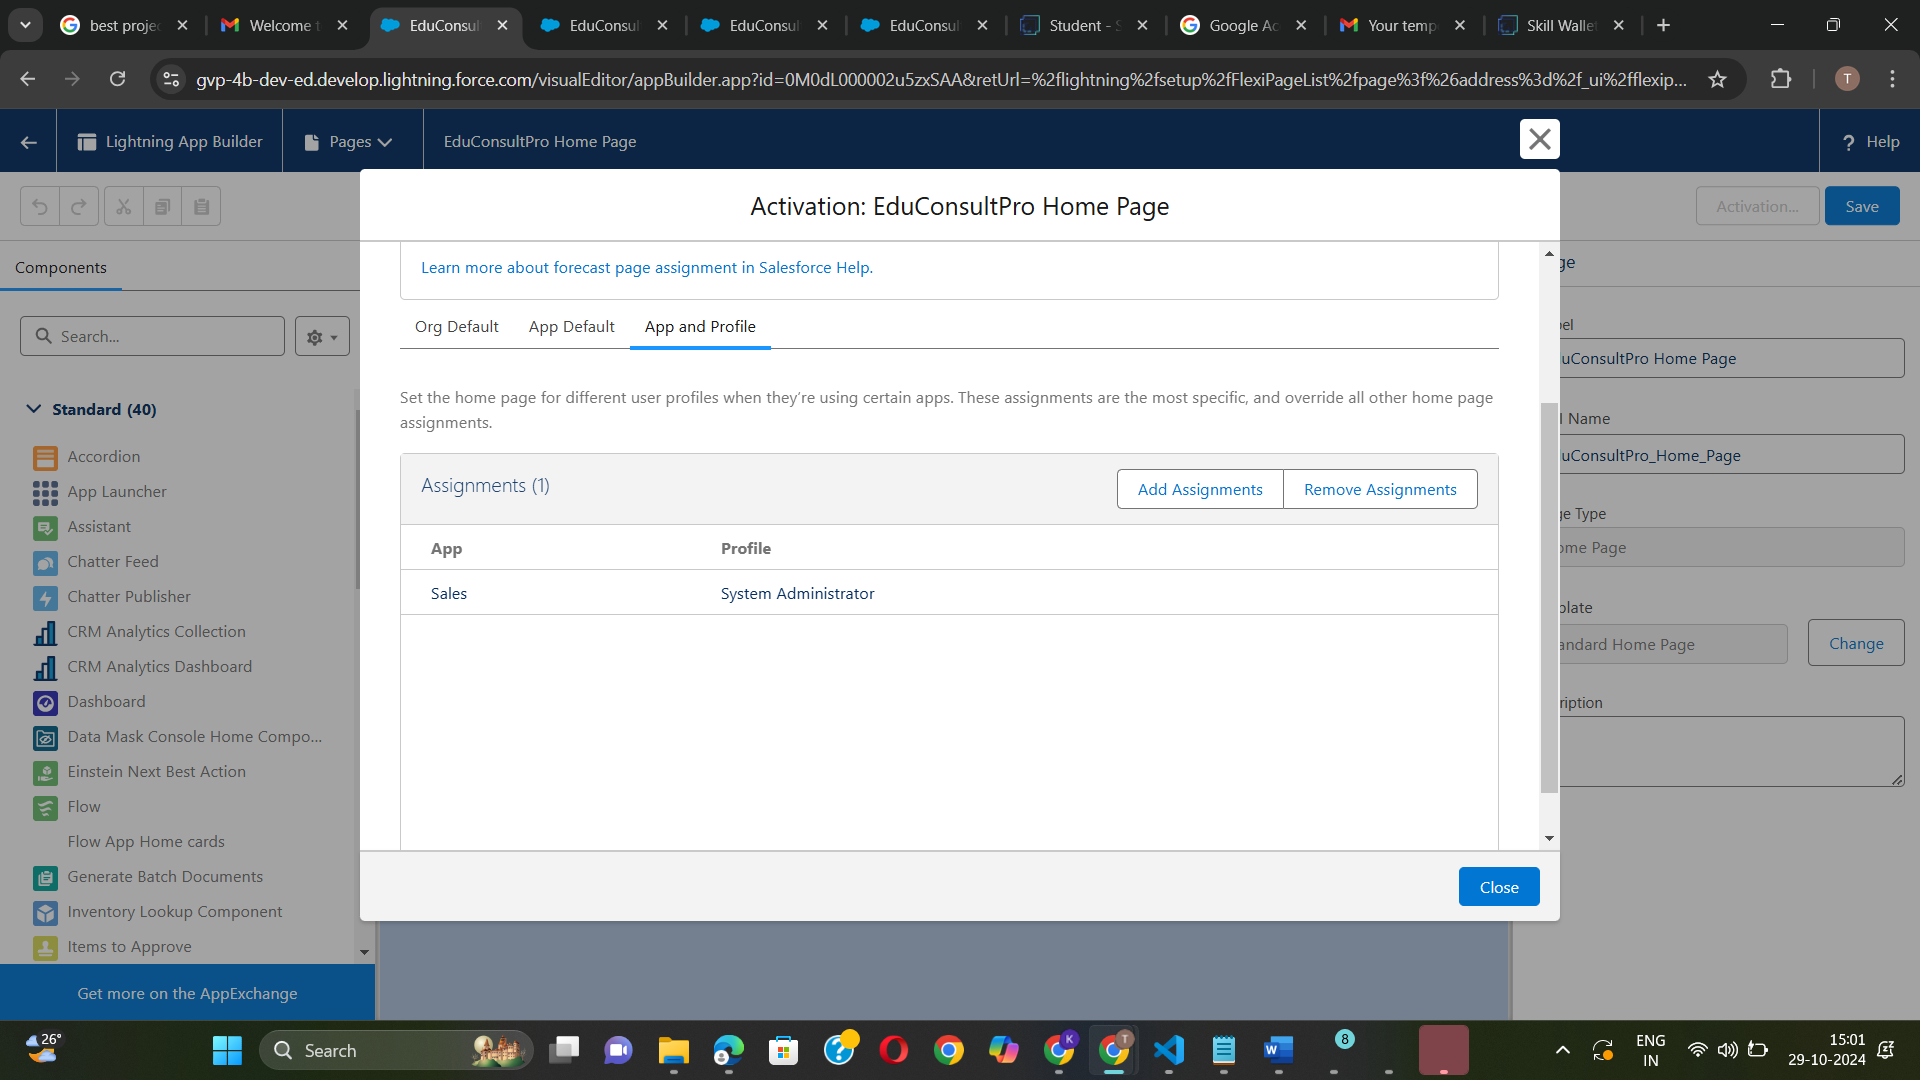 best projec
Welcome t
EduConsul
EduConsul
EduConsul
EduConsul
Student - S
Google Ac
Your temp
Skill Wallet
gvp-4b-dev-ed.develop.lightning.force.com/visualEditor/appBuilder.app?id=0M0dL000002u5zxSAA&retUrl=%2flightning%2fsetup%2fFlexiPageList%2fpage%3f%26address%3d%2f_ui%2fflexip...
T
Lightning App Builder
Pages
EduConsultPro Home Page
? Help
Activation...
Save
Activation: EduConsultPro Home Page
Components
Search...
Standard (40)
Accordion
App Launcher
Assistant
Chatter Feed
Chatter Publisher
CRM Analytics Collection
CRM Analytics Dashboard
Dashboard
Data Mask Console Home Compo...
Einstein Next Best Action
Flow
Flow App Home cards
Generate Batch Documents
Inventory Lookup Component
Items to Approve
Get more on the AppExchange
Learn more about forecast page assignment in Salesforce Help.
Org Default
App Default
App and Profile
Set the home page for different user profiles when they're using certain apps. These assignments are the most specific, and override all other home page
assignments.
Assignments (1)
Add Assignments
Remove Assignments
App
Profile
Sales
System Administrator
Close
ge
el
uConsultPro Home Page
I Name
uConsultPro_Home_Page
ge Type
ome Page
plate
andard Home Page
Change
ription
26°
Search
K
T
8
ENG
IN
15:01
29-10-2024